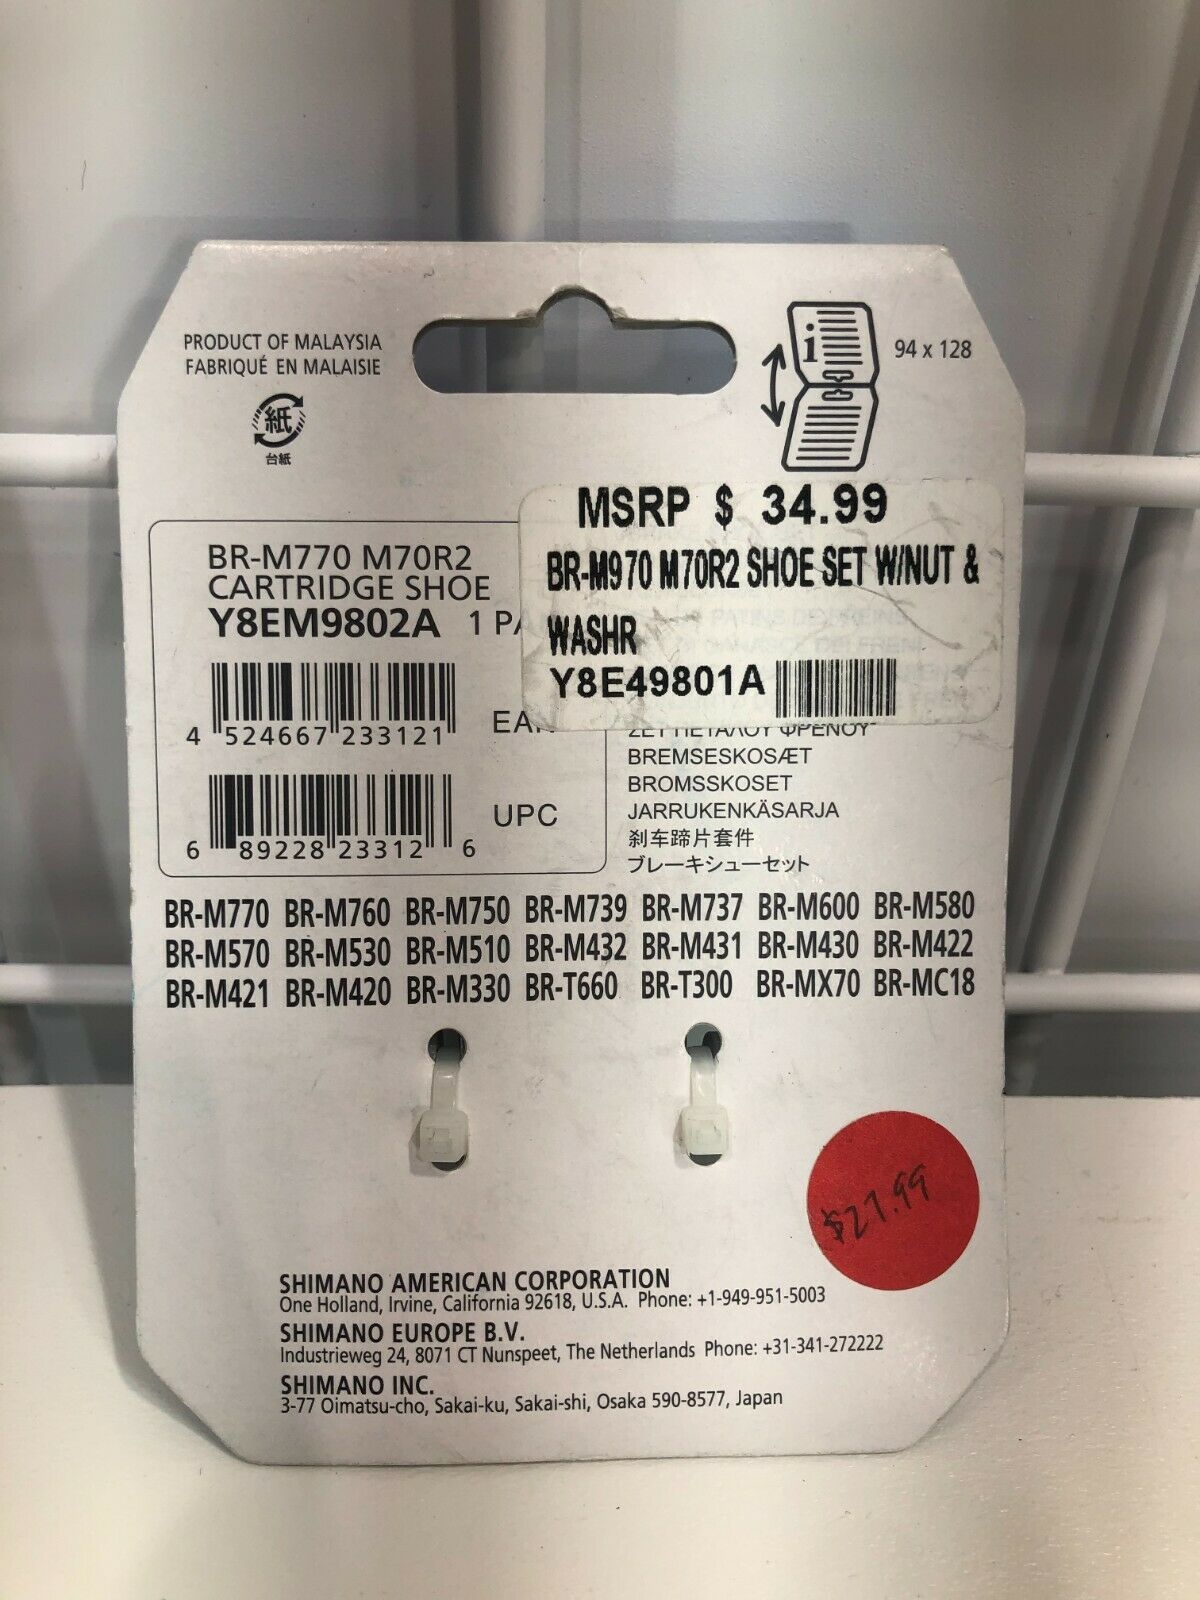 PRODUCT OF MALAYSIA
FABRIQUÉ EN MALAISIE
紙
台紙
i
94 x 128
MSRP $ 34.99
BR-M970 M70R2 SHOE SET W/NUT &
WASHR
Y8E49801A
BR-M770 M70R2
CARTRIDGE SHOE
Y8EM9802A 1 PA
4 524667 233121 EAN
6 89228 23312 6 UPC
ΣΕΤ ΠΕΤΑΛΟΥ ΦΡΕΝΟΥ
BREMSESKOSÆT
BROMSSKOSET
JARRUKENKÄSARJA
刹车蹄片套件
ブレーキシューセット
BR-M770 BR-M760 BR-M750 BR-M739 BR-M737 BR-M600 BR-M580
BR-M570 BR-M530 BR-M510 BR-M432 BR-M431 BR-M430 BR-M422
BR-M421 BR-M420 BR-M330 BR-T660 BR-T300 BR-MX70 BR-MC18
$27.99
SHIMANO AMERICAN CORPORATION
One Holland, Irvine, California 92618, U.S.A. Phone: +1-949-951-5003
SHIMANO EUROPE B.V.
Industrieweg 24, 8071 CT Nunspeet, The Netherlands Phone: +31-341-272222
SHIMANO INC.
3-77 Oimatsu-cho, Sakai-ku, Sakai-shi, Osaka 590-8577, Japan